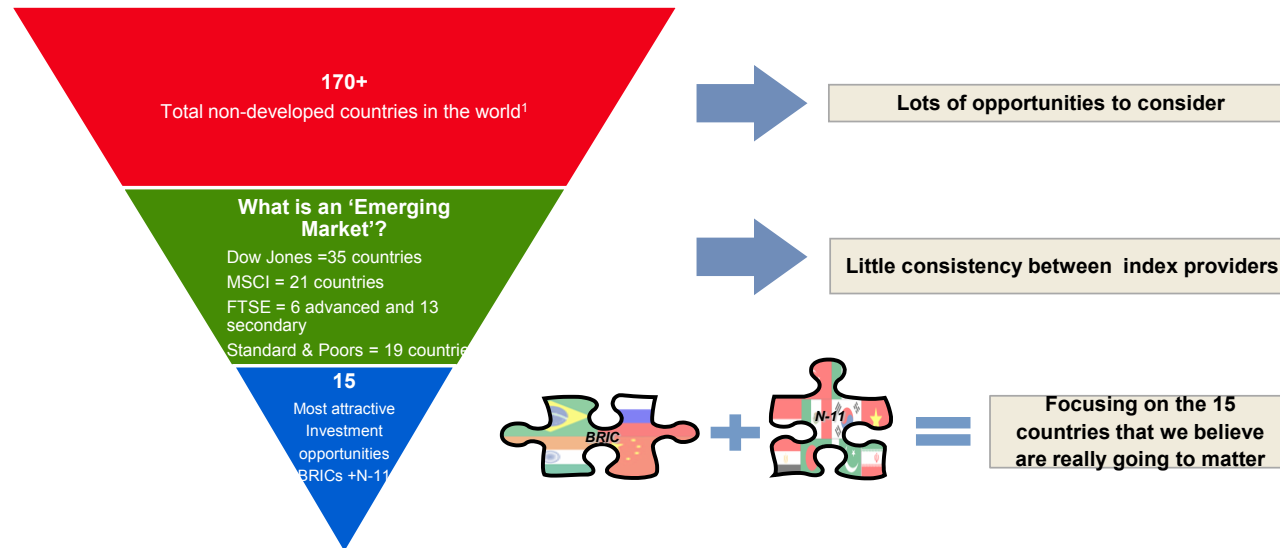 170+
Total non-developed countries in the world1
Lots of opportunities to consider
What is an ‘Emerging
Market’?
Dow Jones =35 countries
MSCI = 21 countries
FTSE = 6 advanced and 13
secondary
Standard & Poors = 19 countrie
Little consistency between index providers
15
Most attractive
Investment
opportunities
BRICs +N-11
BRIC
N-11
Focusing on the 15
countries that we believe
are really going to matter